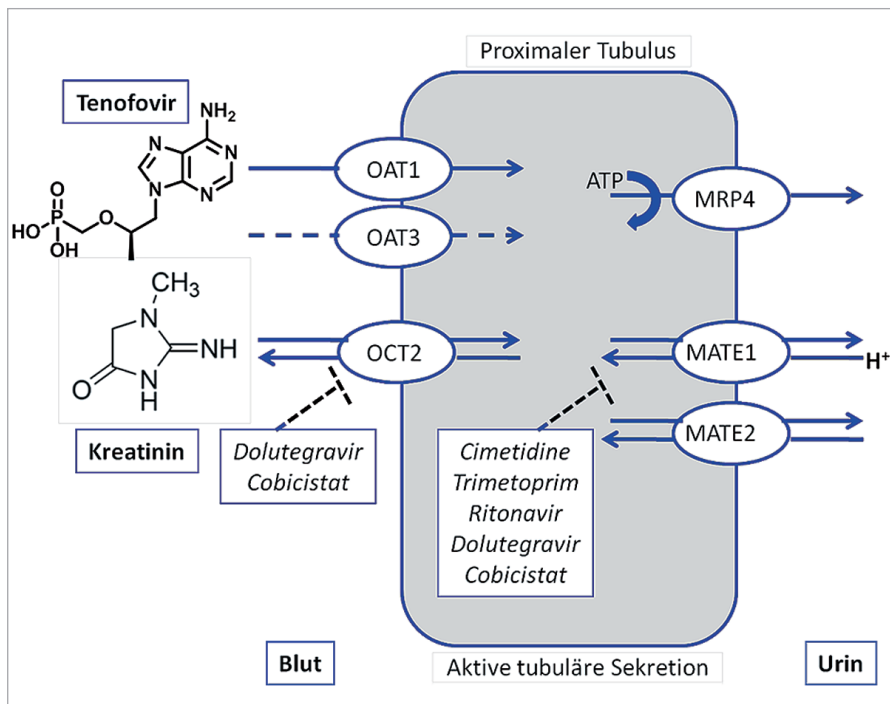 Proximaler Tubulus
Tenofovir
NH2
N
N
N
N
O
HO
P
O
OH
OAT1
ATP
MRP4
OAT3
CH3
N
NH
O
N
H
OCT2
MATE1
H+
MATE2
Kreatinin
Dolutegravir
Cobicistat
Cimetidine
Trimetoprim
Ritonavir
Dolutegravir
Cobicistat
Blut
Aktive tubuläre Sekretion
Urin